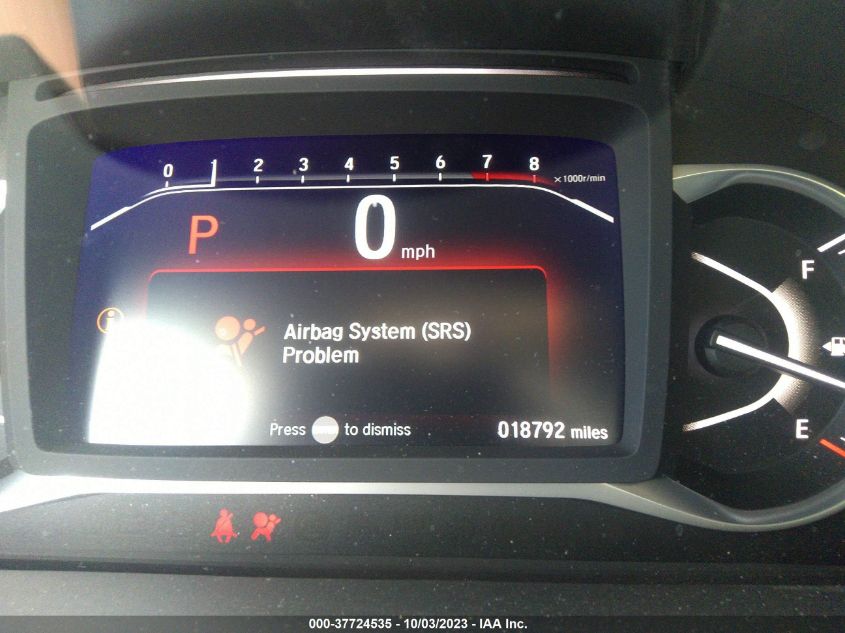 0 1 2 3 4 5 6 7 8 ×1000r/min
P 0 mph
F
Airbag System (SRS)
Problem
E
Press to dismiss 018792 miles
000-37724535 - 10/03/2023 - IAA Inc.